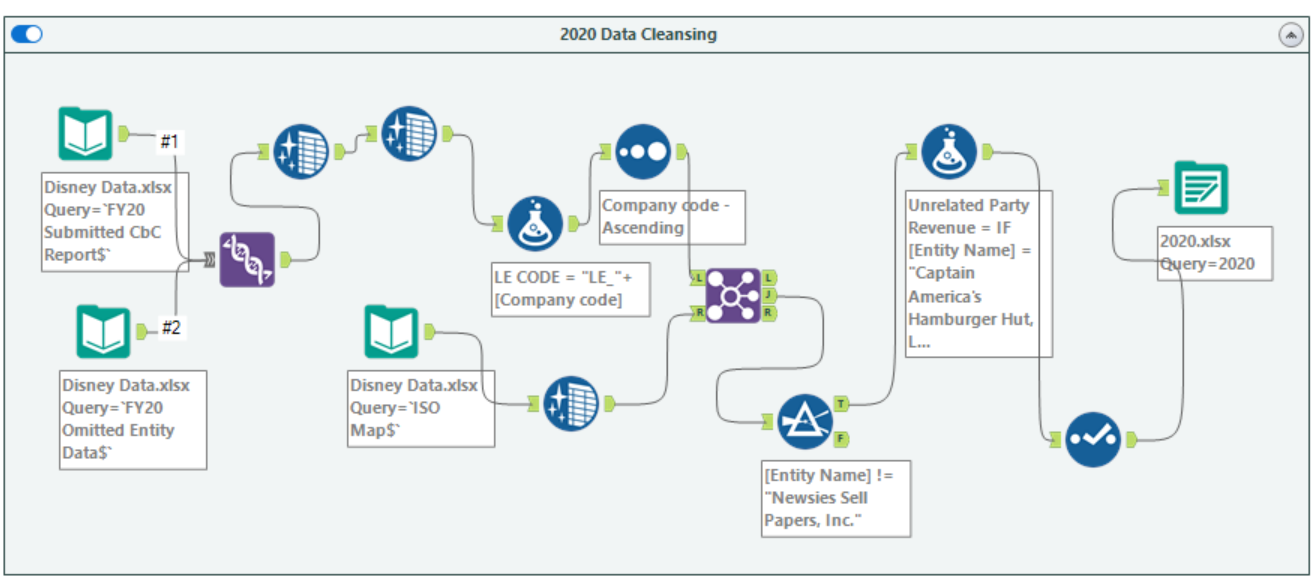 2020 Data Cleansing
#1
Disney Data.xlsx
Query=`FY20
Submitted CbC
Report$`
#2
Disney Data.xlsx
Query=`FY20
Omitted Entity
Data$`
LE CODE = "LE_"+
[Company code]
Company code -
Ascending
Disney Data.xlsx
Query=`ISO
Map$`
L
R
L
J
R
T
F
[Entity Name] !=
"Newsies Sell
Papers, Inc."
Unrelated Party
Revenue = IF
[Entity Name] =
"Captain
America's
Hamburger Hut,
L...
2020.xlsx
Query=2020